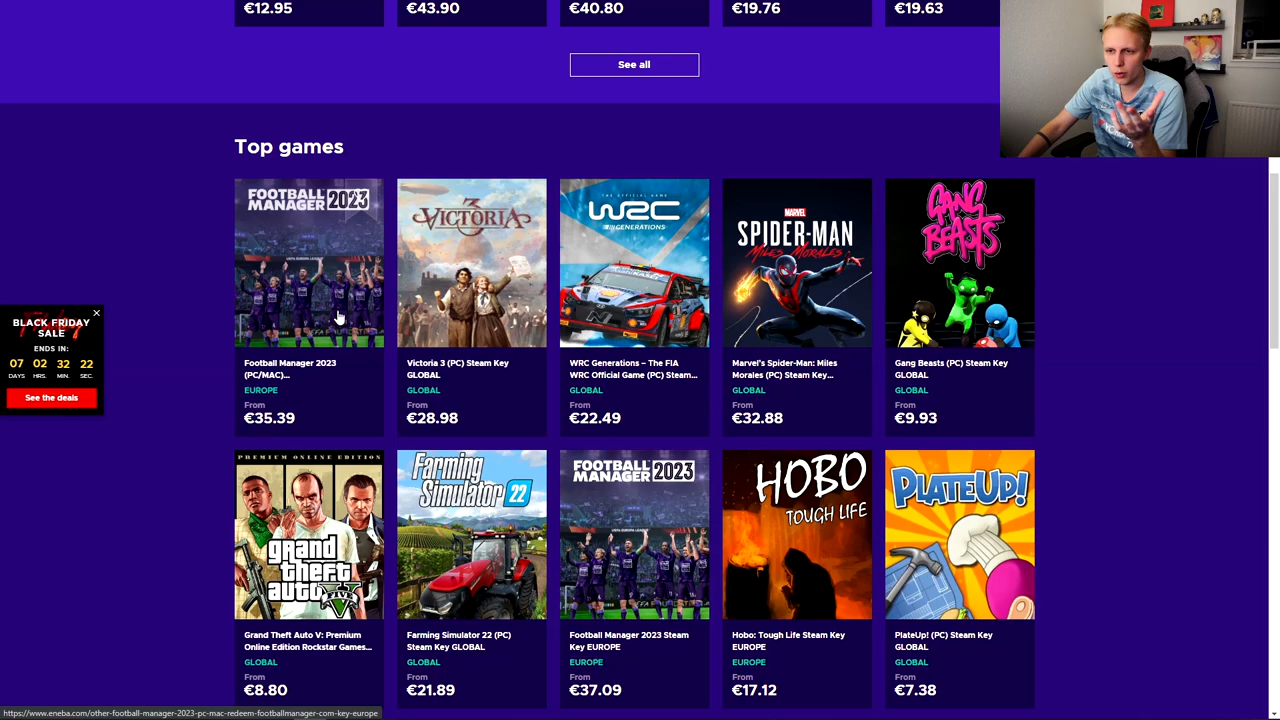 €12.95
€43.90
€40.80
€19.76
€19.63
See all
Top games
FOOTBALL
MANAGER 2023
VICTORIA
3
THE OFFICIAL GAME
WRC
GENERATIONS
MARVEL
SPIDER-MAN
MILES MORALES
GANG
BEASTS
Football Manager 2023
(PC/MAC)...
EUROPE
From
€35.39
Victoria 3 (PC) Steam Key
GLOBAL
GLOBAL
From
€28.98
WRC Generations – The FIA
WRC Official Game (PC) Steam...
GLOBAL
From
€22.49
Marvel's Spider-Man: Miles
Morales (PC) Steam Key...
GLOBAL
From
€32.88
Gang Beasts (PC) Steam Key
GLOBAL
GLOBAL
From
€9.93
BLACK FRIDAY
SALE
ENDS IN:
07 02 32 22
DAYS HRS. MIN. SEC.
See the deals
PREMIUM ONLINE EDITION
grand
theft
auto
FIVE
Farming
Simulator 22
FOOTBALL
MANAGER 2023
UEFA EUROPA LEAGUE
HOBO
TOUGH LIFE
PLATEUP!
Grand Theft Auto V: Premium
Online Edition Rockstar Games...
GLOBAL
From
€8.80
Farming Simulator 22 (PC)
Steam Key GLOBAL
GLOBAL
From
€21.89
Football Manager 2023 Steam
Key EUROPE
EUROPE
From
€37.09
Hobo: Tough Life Steam Key
EUROPE
EUROPE
From
€17.12
PlateUp! (PC) Steam Key
GLOBAL
GLOBAL
From
€7.38
https://www.eneba.com/other-football-manager-2023-pc-mac-redeem-footballmanager-com-key-europe